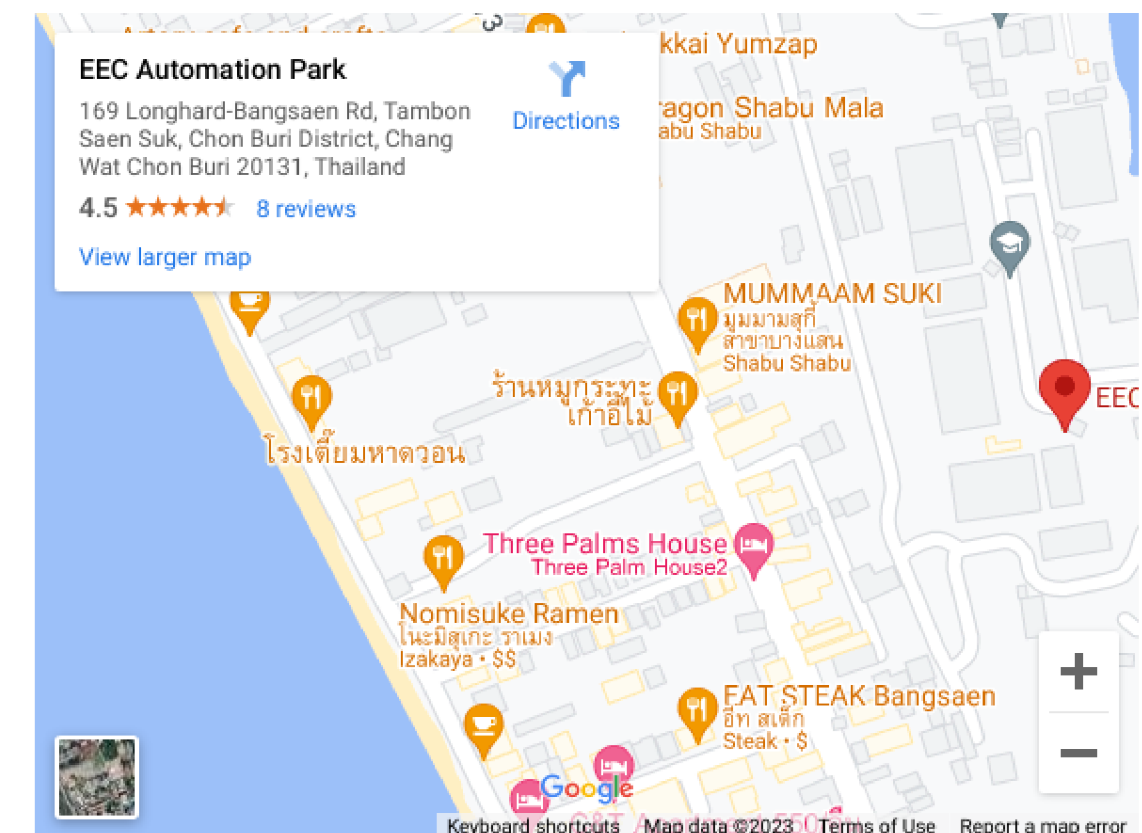 EEC Automation Park
169 Longhard-Bangsaen Rd, Tambon
Saen Suk, Chon Buri District, Chang
Wat Chon Buri 20131, Thailand
4.5
8 reviews
View larger map
Directions
3
kkai Yumzap
ragon Shabu Mala
abu Shabu
MUMMAAM SUKI
มูมมามสุกี้
สาขาบางแสน
Shabu Shabu
ร้านหมูกระทะ
เก้าอี้ไม้
EEC
โรงเตี๊ยมหาดวอน
Three Palms House
Three Palm House2
Nomisuke Ramen
โนะมิสุเกะ ราเมง
Izakaya • $$
EAT STEAK Bangsaen
อีท สเต็ก
Steak • $
Google
Keyboard shortcuts
Map data ©2023
Terms of Use
Report a map error